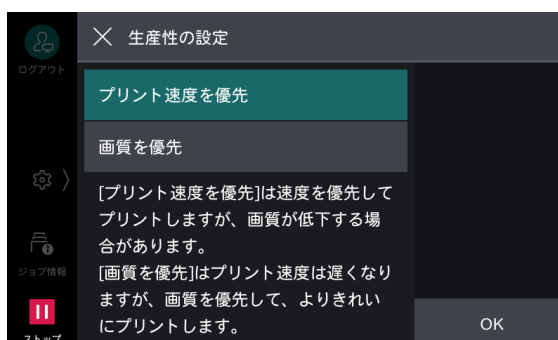 生産性の設定
ログアウト
プリント速度を優先
画質を優先
[プリント速度を優先]は速度を優先して
プリントしますが、画質が低下する場
合があります。
[画質を優先]はプリント速度は遅くなり
ますが、画質を優先して、よりきれい
にプリントします。
ジョブ情報
ストップ
OK